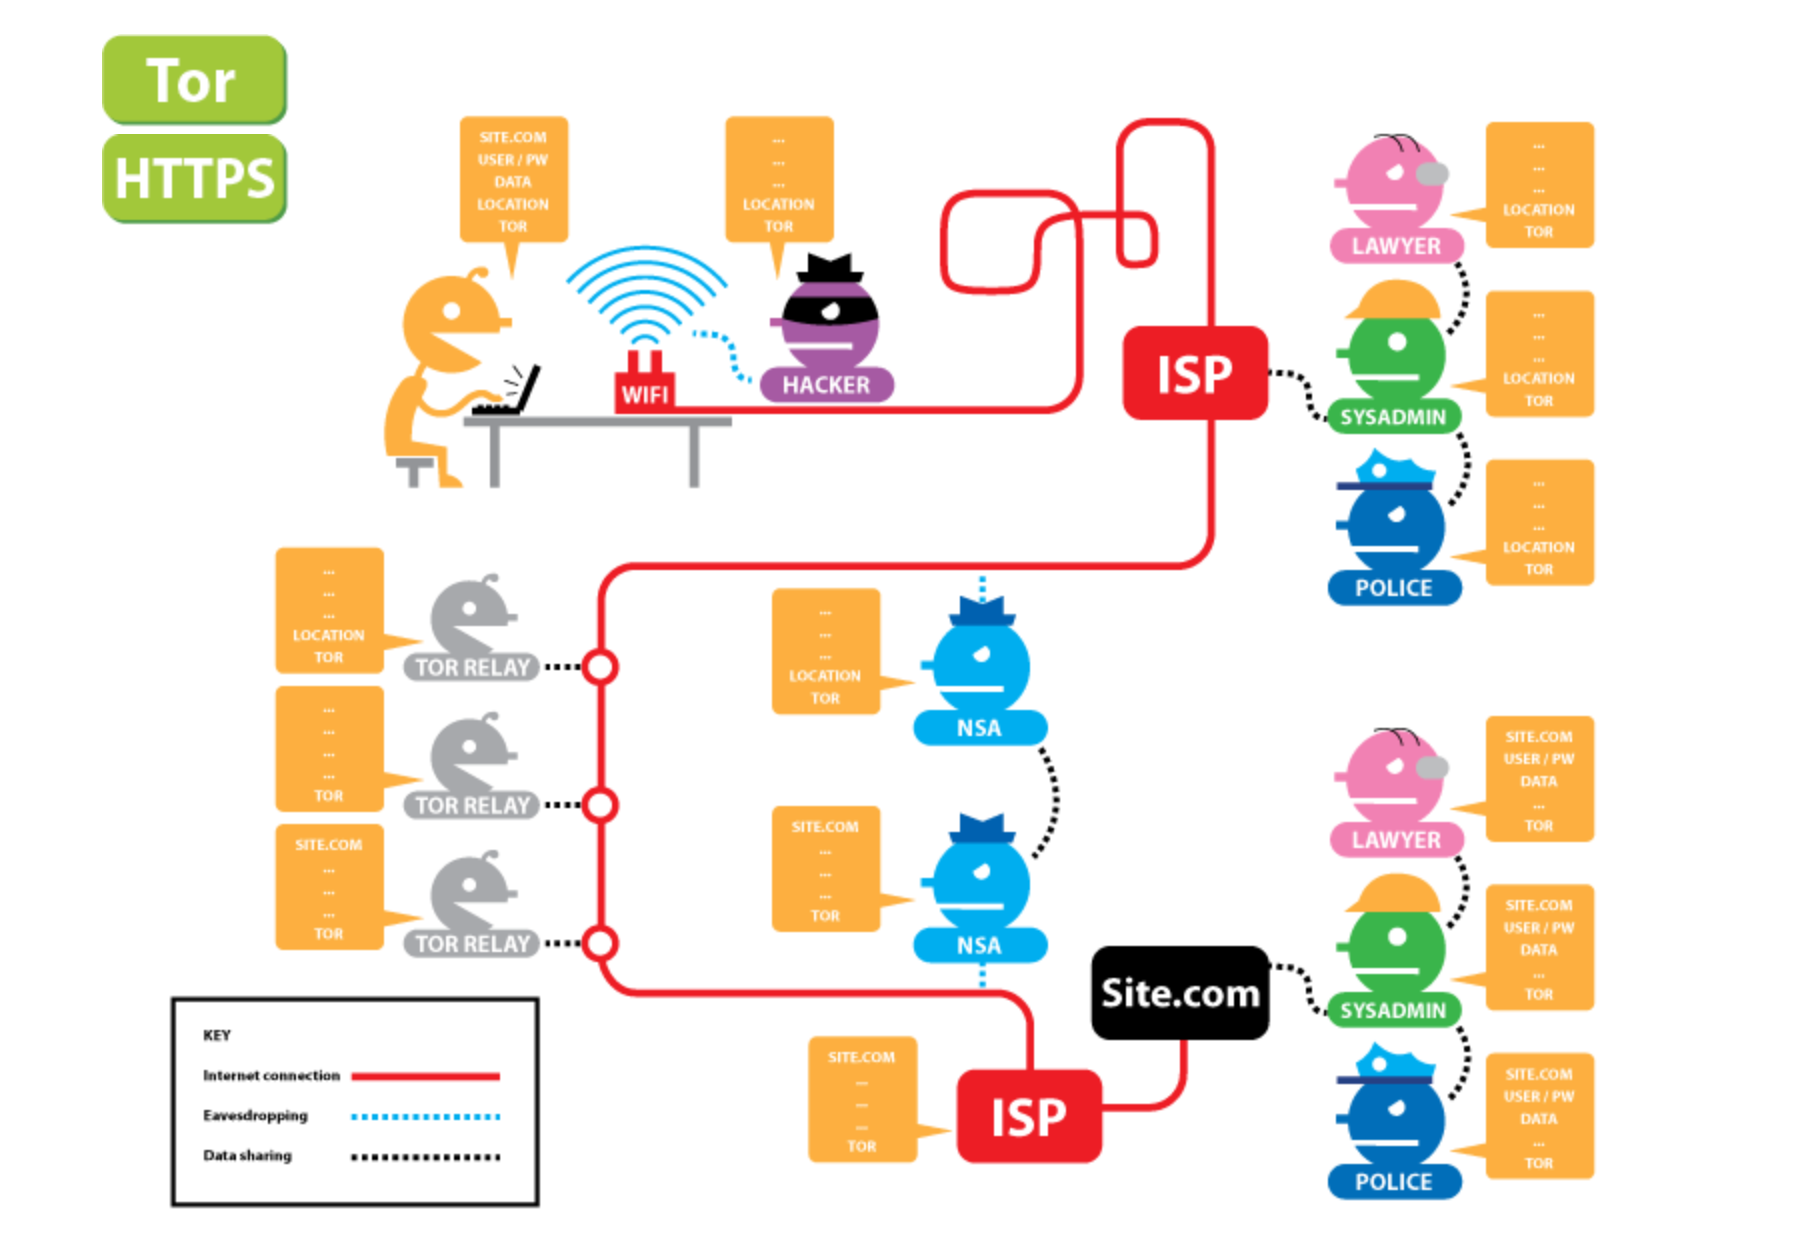 Tor
HTTPS
SITE.COM
USER / PW
DATA
LOCATION
TOR
...
...
...
LOCATION
TOR
WIFI
HACKER
ISP
...
...
...
LOCATION
TOR
LAWYER
...
...
...
LOCATION
TOR
SYSADMIN
...
...
...
LOCATION
TOR
POLICE
...
...
...
LOCATION
TOR
TOR RELAY
...
...
...
...
TOR
TOR RELAY
SITE.COM
...
...
...
TOR
TOR RELAY
...
...
...
LOCATION
TOR
NSA
SITE.COM
...
...
...
TOR
NSA
SITE.COM
...
...
...
TOR
ISP
Site.com
SITE.COM
USER / PW
DATA
...
TOR
LAWYER
SITE.COM
USER / PW
DATA
...
TOR
SYSADMIN
SITE.COM
USER / PW
DATA
...
TOR
POLICE
KEY
Internet connection
Eavesdropping
Data sharing